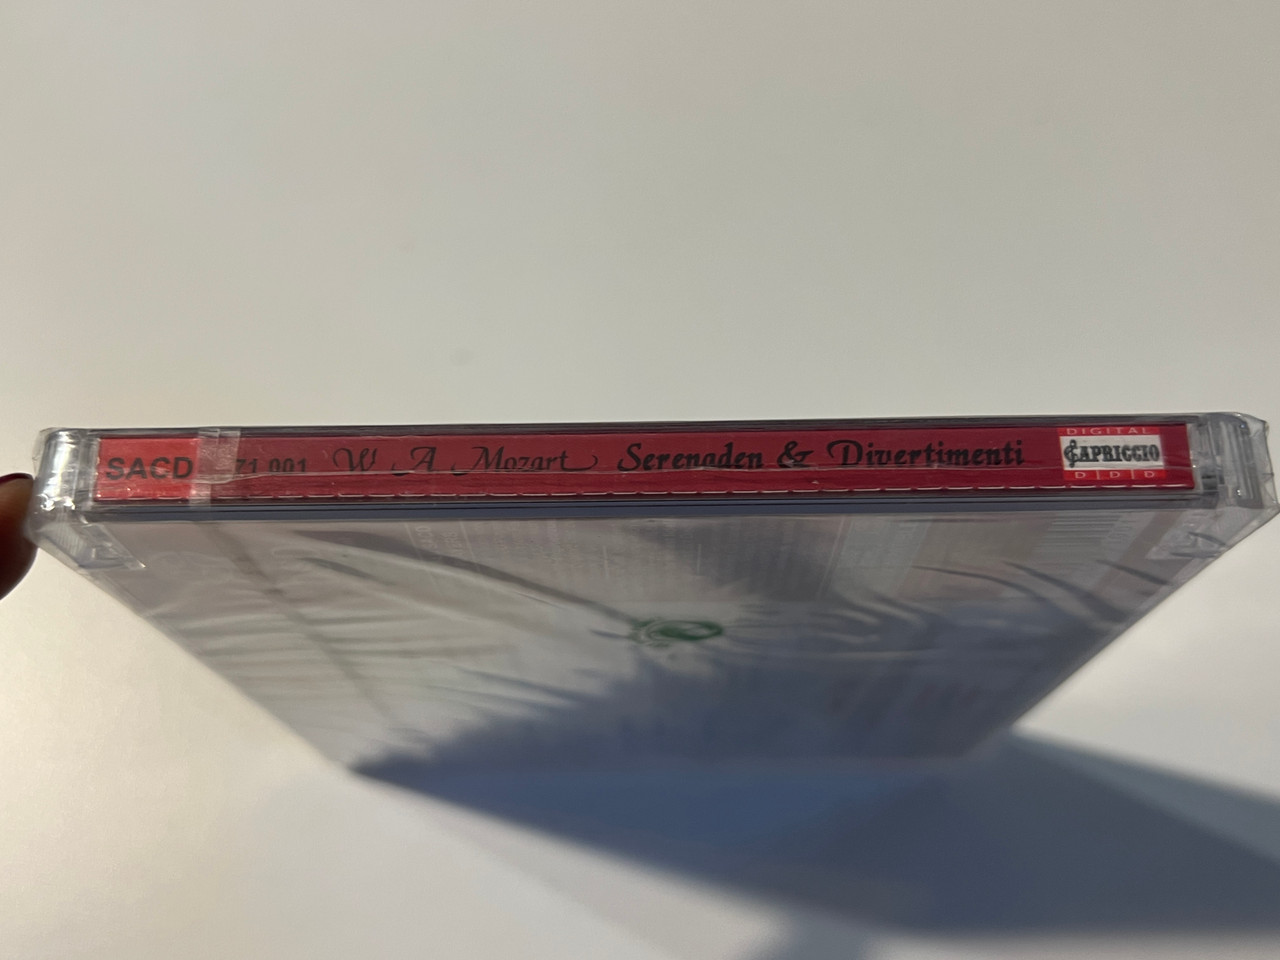 SACD 71 001 W A Mozart Serenaden & Divertimenti
DIGITAL
CAPRICCIO
D|D|D